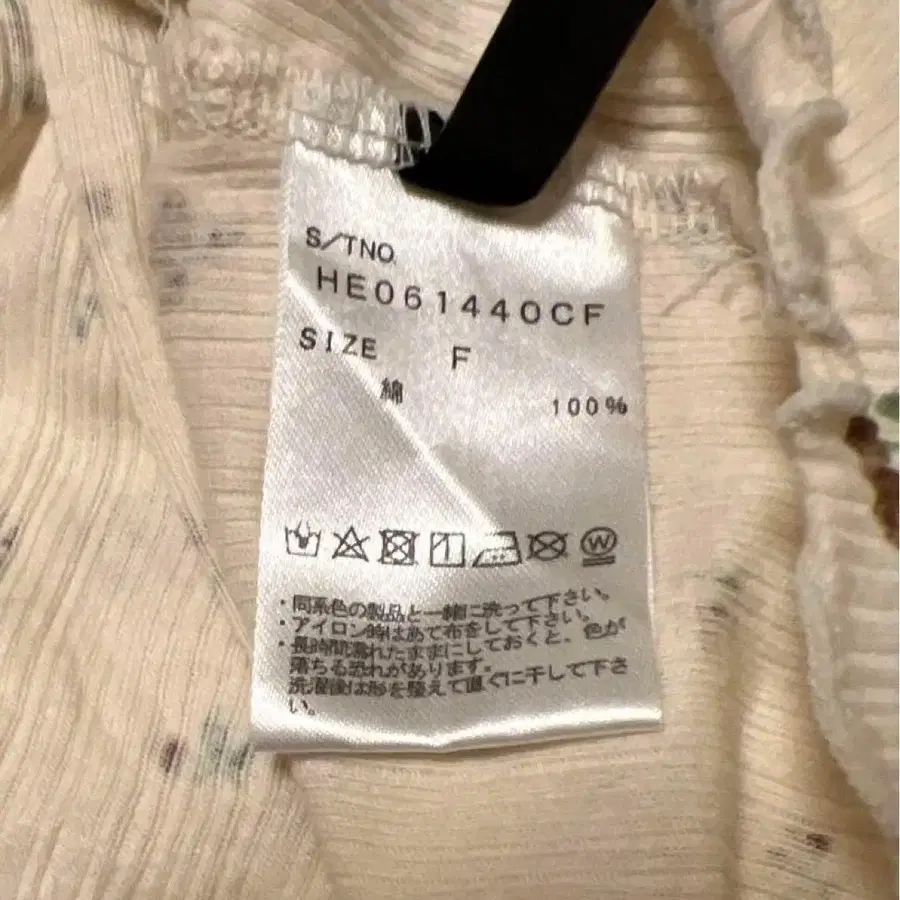 S/TNO.
HE061440CF
SIZE F
綿 100%
W
・同系色の製品と一緒に洗って下さい。
・アイロン時はあて布をして下さい。
・長時間濡れたままにしておくと、色が
落ちる恐れがあります。
洗濯後は形を整えて直ぐに干して下さ
い。